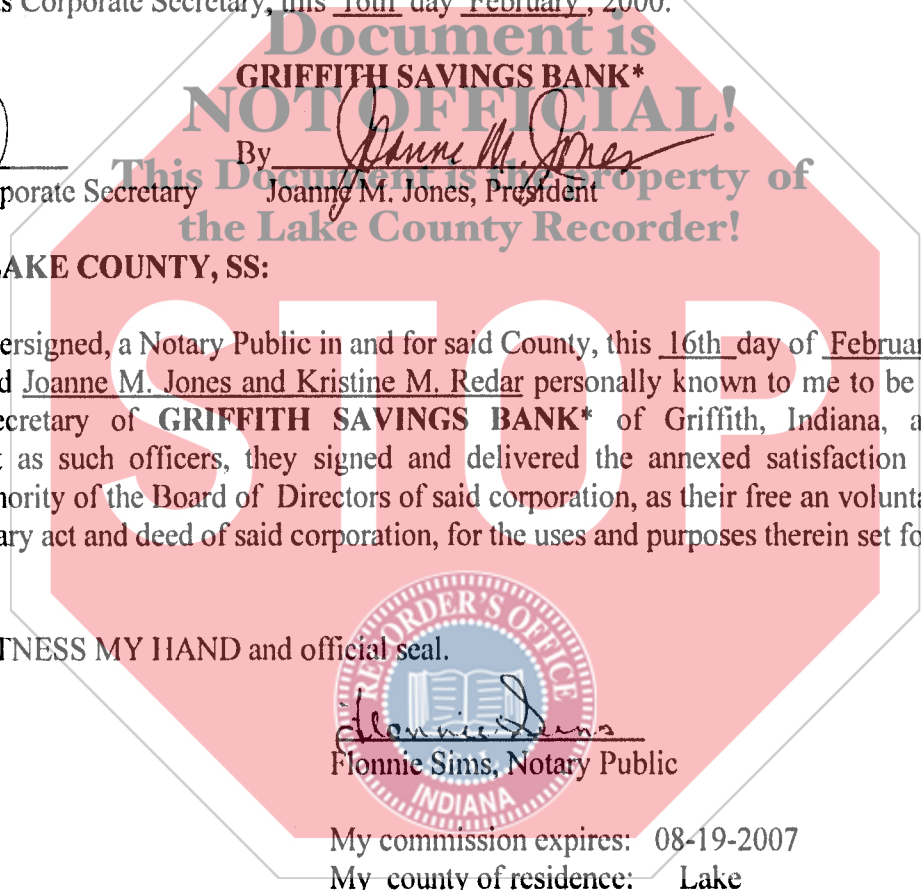 s Corporate Secretary, this 16th day February, 2000.
Document is
GRIFFITH SAVINGS BANK*
NOT OFFICIAL!
By Joanne M. Jones
This Document is the property of
porate Secretary Joanne M. Jones, President
the Lake County Recorder!
LAKE COUNTY, SS:
STOP
ersigned, a Notary Public in and for said County, this 16th day of Februar
d Joanne M. Jones and Kristine M. Redar personally known to me to be
ecretary of GRIFFITH SAVINGS BANK* of Griffith, Indiana, a
t as such officers, they signed and delivered the annexed satisfaction
hority of the Board of Directors of said corporation, as their free an volunta
ary act and deed of said corporation, for the uses and purposes therein set fo
RECORDER'S OFFICE
TNESS MY HAND and official seal.
Flonnie Sims
SEAL
Flonnie Sims, Notary Public
INDIANA
My commission expires: 08-19-2007
My county of residence: Lake